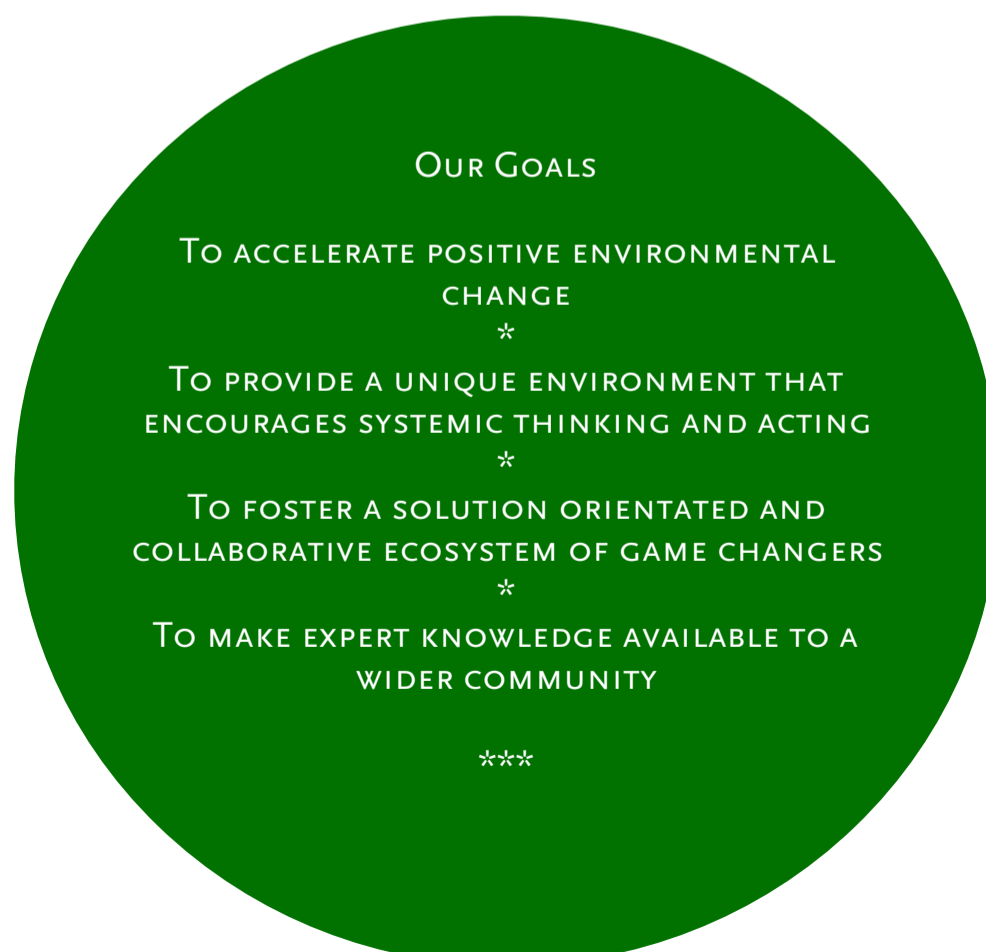 Our Goals
To accelerate positive environmental
change
*
To provide a unique environment that
encourages systemic thinking and acting
*
To foster a solution orientated and
collaborative ecosystem of game changers
*
To make expert knowledge available to a
wider community
***